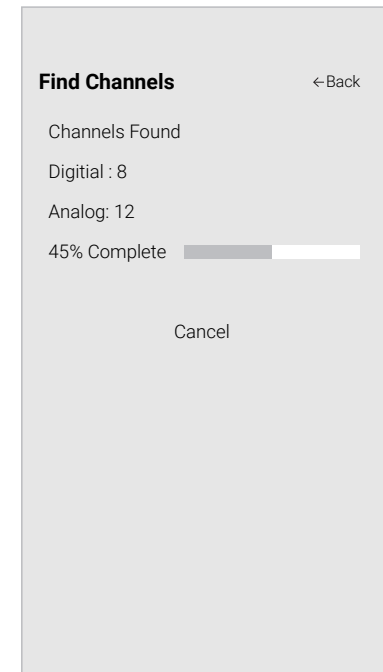 Find Channels
←Back
Channels Found
Digitial : 8
Analog: 12
45% Complete
Cancel